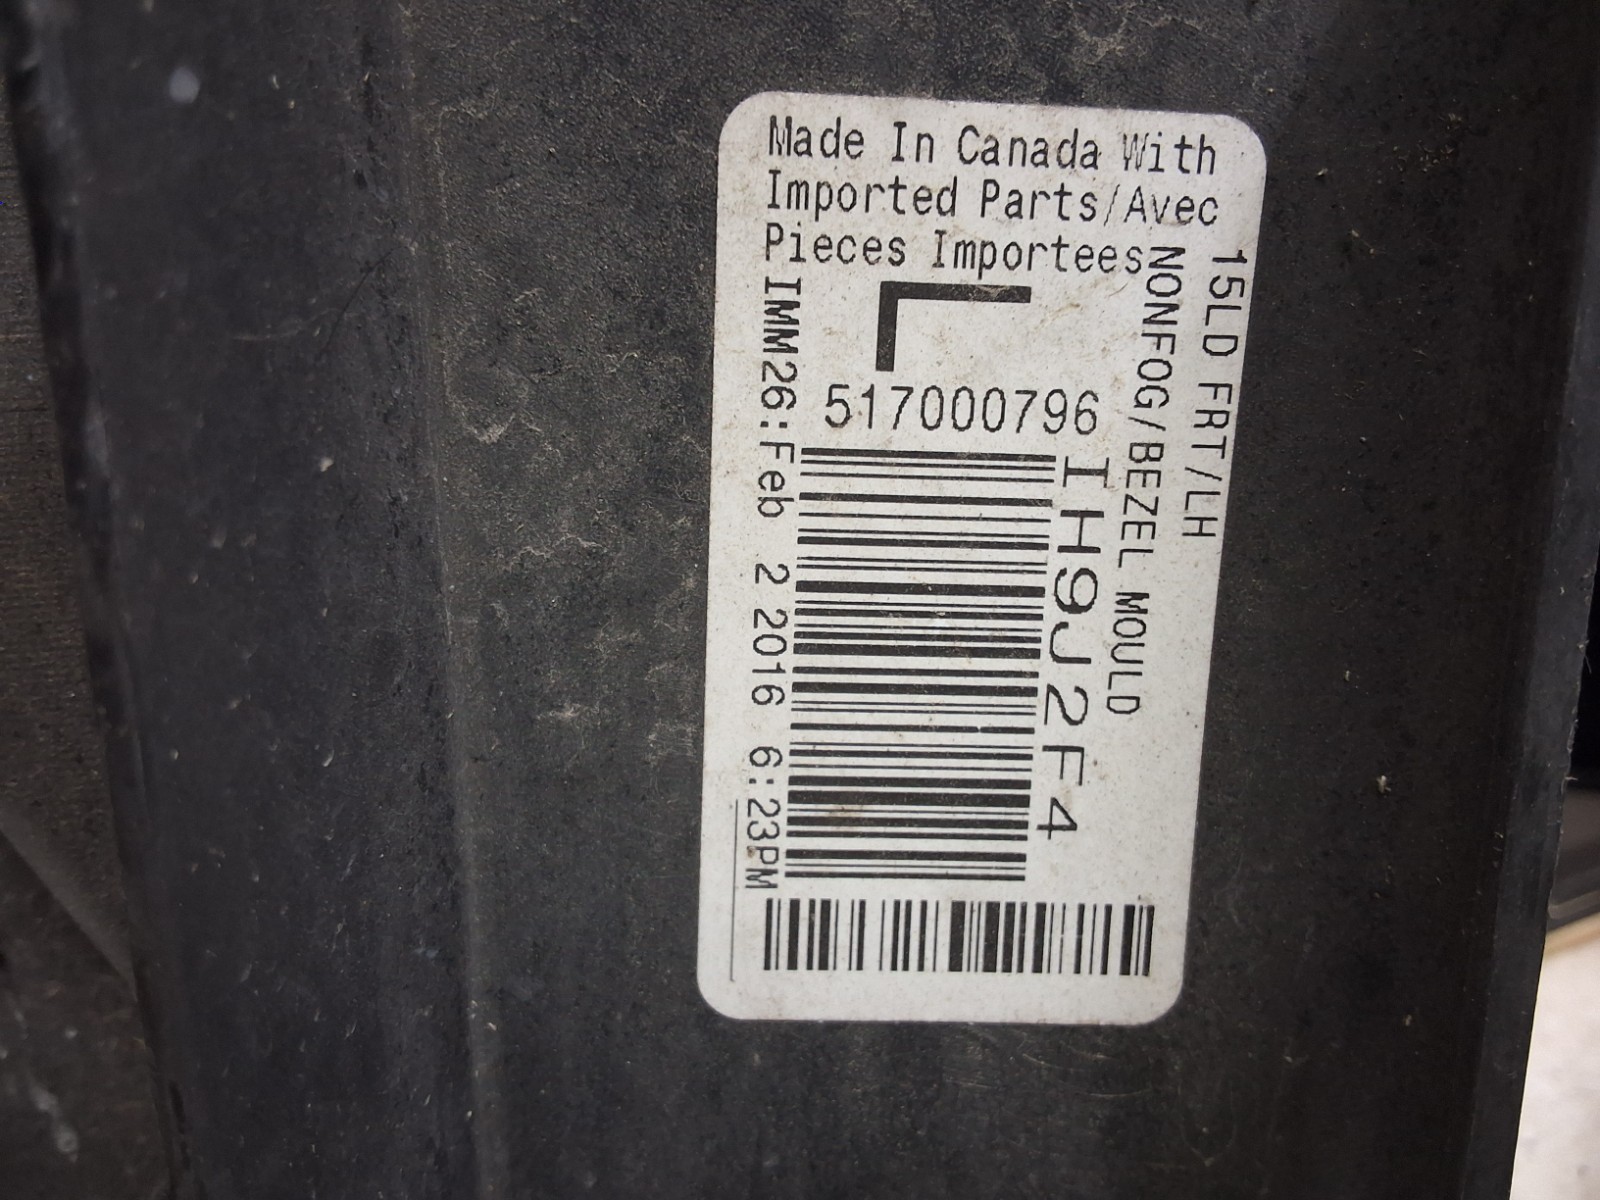 Made In Canada With
Imported Parts/Avec
Pieces Importees
L
517000796
15LD FRT/LH
NONFOG/BEZEL MOULD
IH9J2F4
IMM26:Feb 2 2016 6:23PM